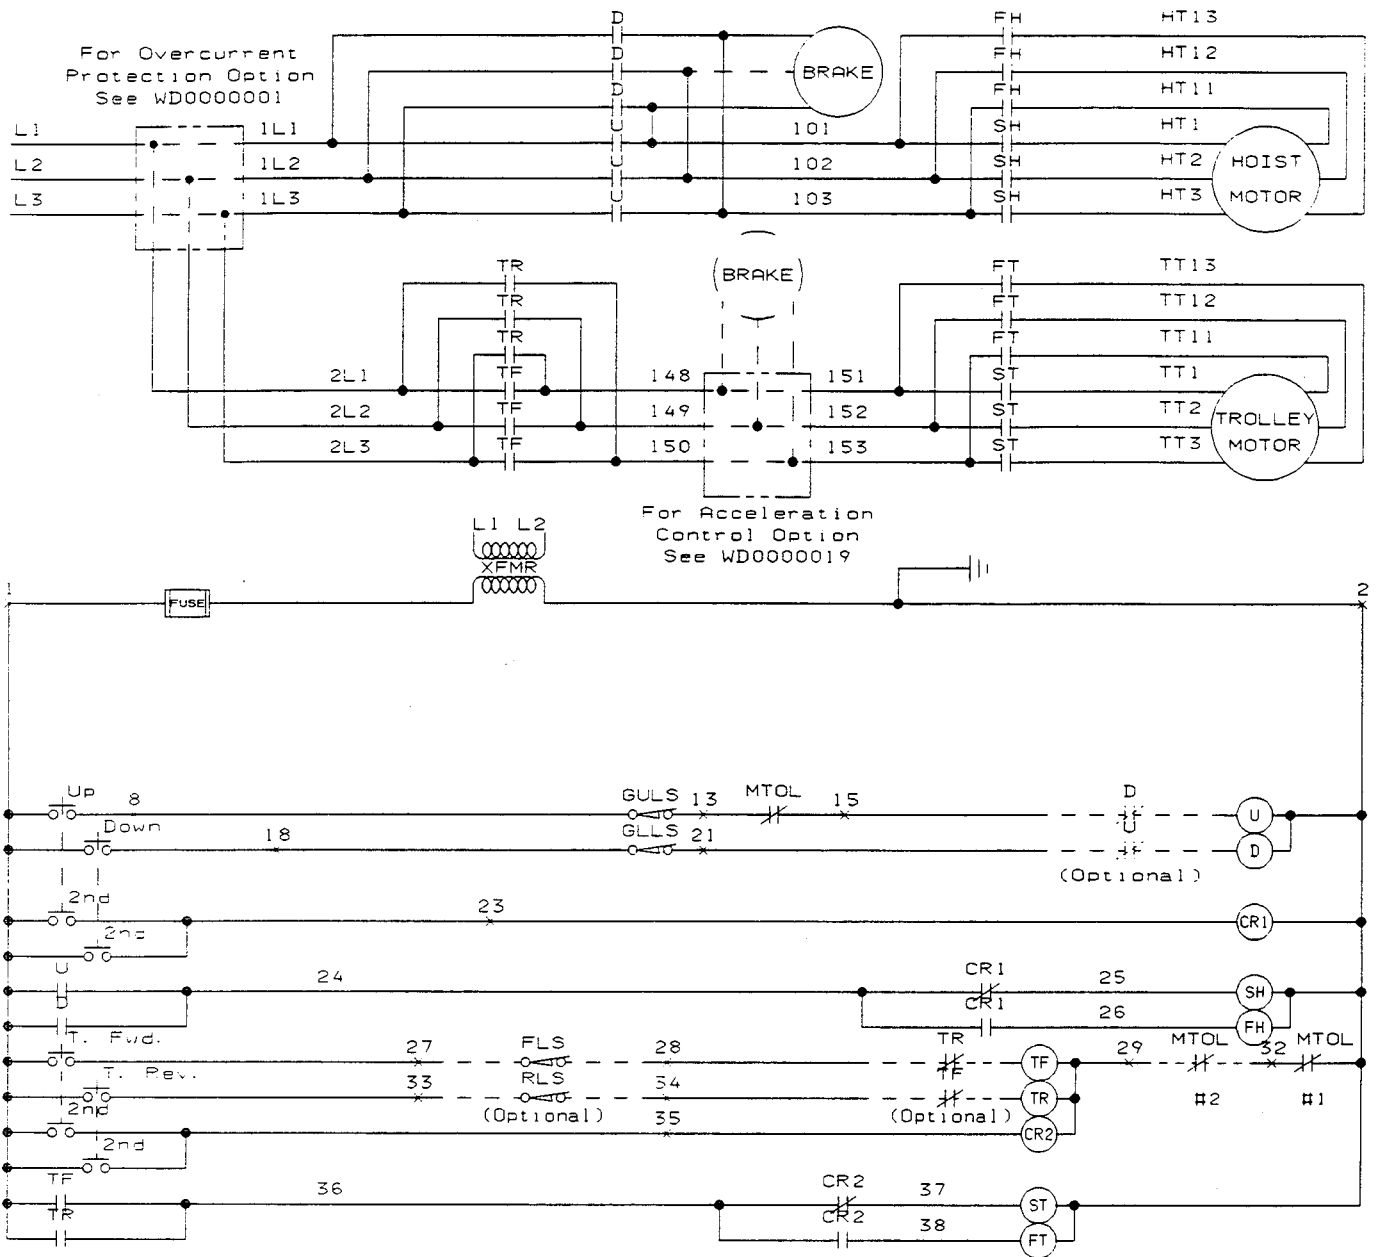 D FH HT13
For Overcurrent D FH HT12
Protection Option BRAKE
See WD0000001 D FH HT11
L1 1L1 U 101 SH HT1
L2 1L2 U 102 SH HT2 HOIST
L3 1L3 U 103 SH HT3 MOTOR
TR (BRAKE) FT TT13
TR FT TT12
TR FT TT11
2L1 TF 148 151 ST TT1
2L2 TF 149 152 ST TT2 TROLLEY
2L3 TF 150 153 ST TT3 MOTOR
For Acceleration
L1 L2 Control Option
XFMR See WD0000019
1 FUSE 2
Up 8 GULS 13 MTOL 15 D U
Down 18 GLLS 21 U D
(Optional)
2nd 23 CR1
2nd
U 24 CR1 25 SH
D CR1 26 FH
T. Fwd. 27 FLS 28 TR TF 29 MTOL 32 MTOL
T. Rev. 33 RLS 34 TF TR #2 #1
(Optional) (Optional)
2nd 35 CR2
2nd
TF 36 CR2 37 ST
TR CR2 38 FT